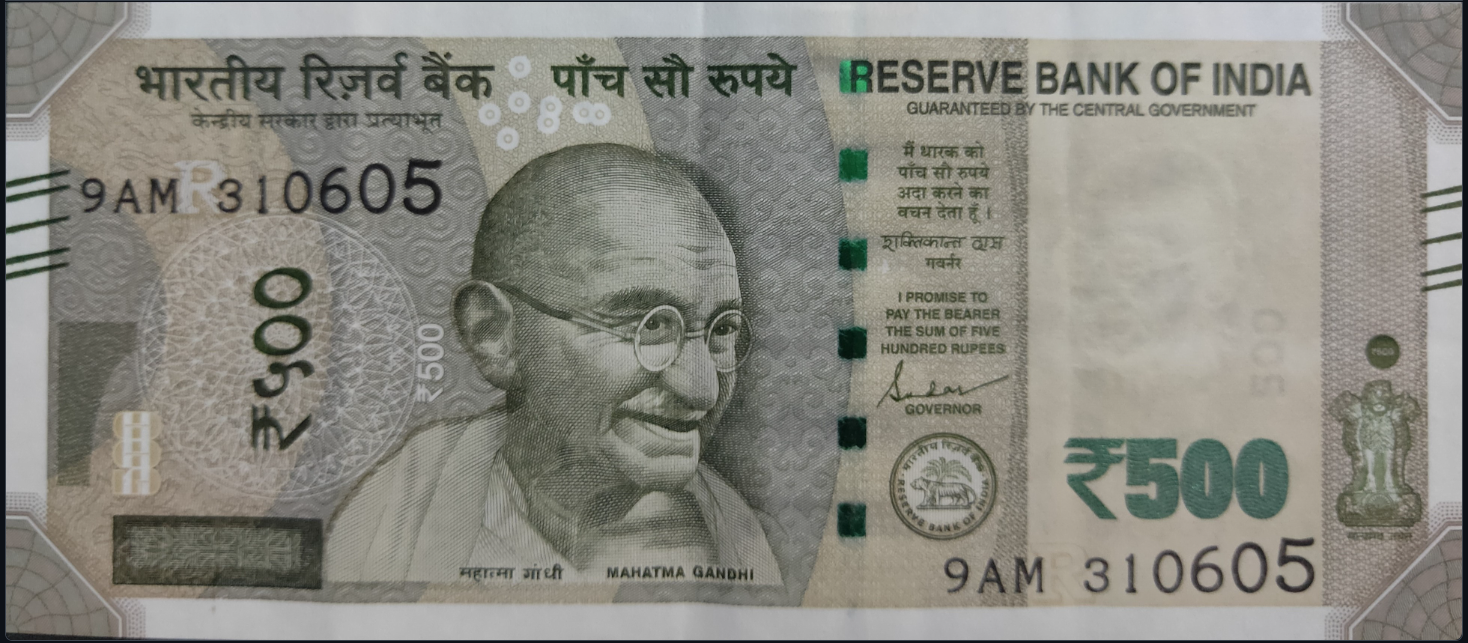 भारतीय रिज़र्व बैंक
केन्द्रीय सरकार द्वारा प्रत्याभूत
पाँच सौ रुपये
RESERVE BANK OF INDIA
GUARANTEED BY THE CENTRAL GOVERNMENT
9AM 310605
R
₹५००
₹500
मैं धारक को
पाँच सौ रुपये
अदा करने का
वचन देता हूँ ।
शक्तिकान्त दास
गवर्नर
I PROMISE TO
PAY THE BEARER
THE SUM OF FIVE
HUNDRED RUPEES
GOVERNOR
भारतीय रिज़र्व बैंक
RESERVE BANK OF INDIA
500
₹500
सत्यमेव जयते
महात्मा गांधी
MAHATMA GANDHI
9AM 310605
R